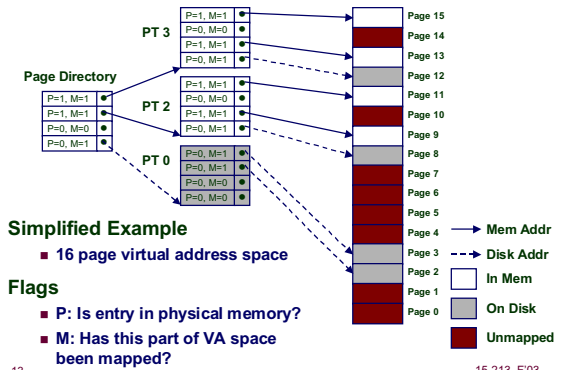 Page Directory
P=1, M=1
P=1, M=1
P=0, M=0
P=0, M=1
PT 3
P=1, M=1
P=0, M=0
P=1, M=1
P=0, M=1
PT 2
P=1, M=1
P=0, M=0
P=1, M=1
P=0, M=1
PT 0
P=0, M=1
P=0, M=1
P=0, M=0
P=0, M=0
Page 15
Page 14
Page 13
Page 12
Page 11
Page 10
Page 9
Page 8
Page 7
Page 6
Page 5
Page 4
Page 3
Page 2
Page 1
Page 0
Mem Addr
Disk Addr
In Mem
On Disk
Unmapped
Simplified Example
■ 16 page virtual address space
Flags
■ P: Is entry in physical memory?
■ M: Has this part of VA space
been mapped?
15-213, F'03